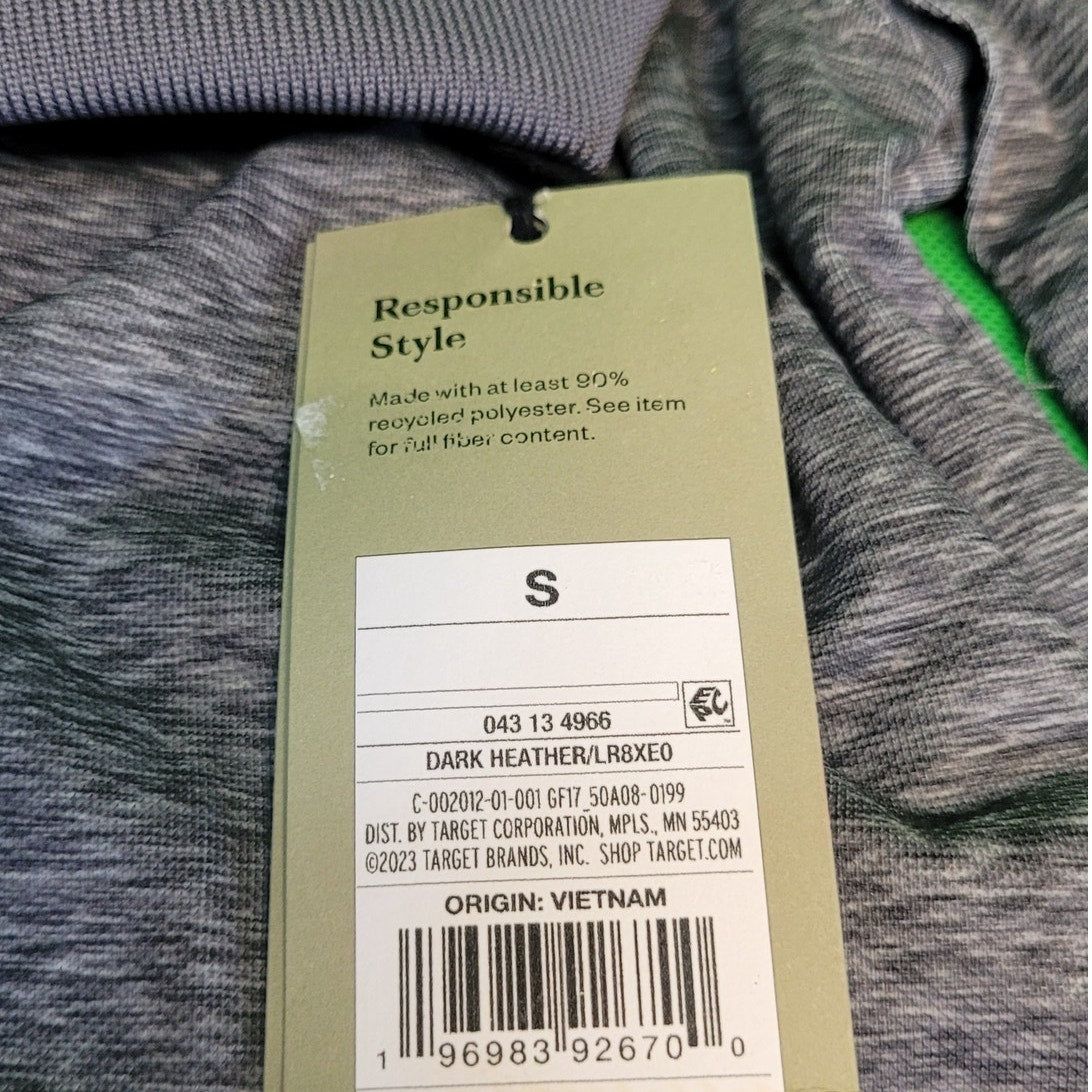 Responsible
Style
Made with at least 90%
recycled polyester. See item
for full fiber content.
S
043 13 4966
EPC
DARK HEATHER/LR8XE0
C-002012-01-001 GF17_50A08-0199
DIST. BY TARGET CORPORATION, MPLS., MN 55403
©2023 TARGET BRANDS, INC. SHOP TARGET.COM
ORIGIN: VIETNAM
1 96983 92670 0